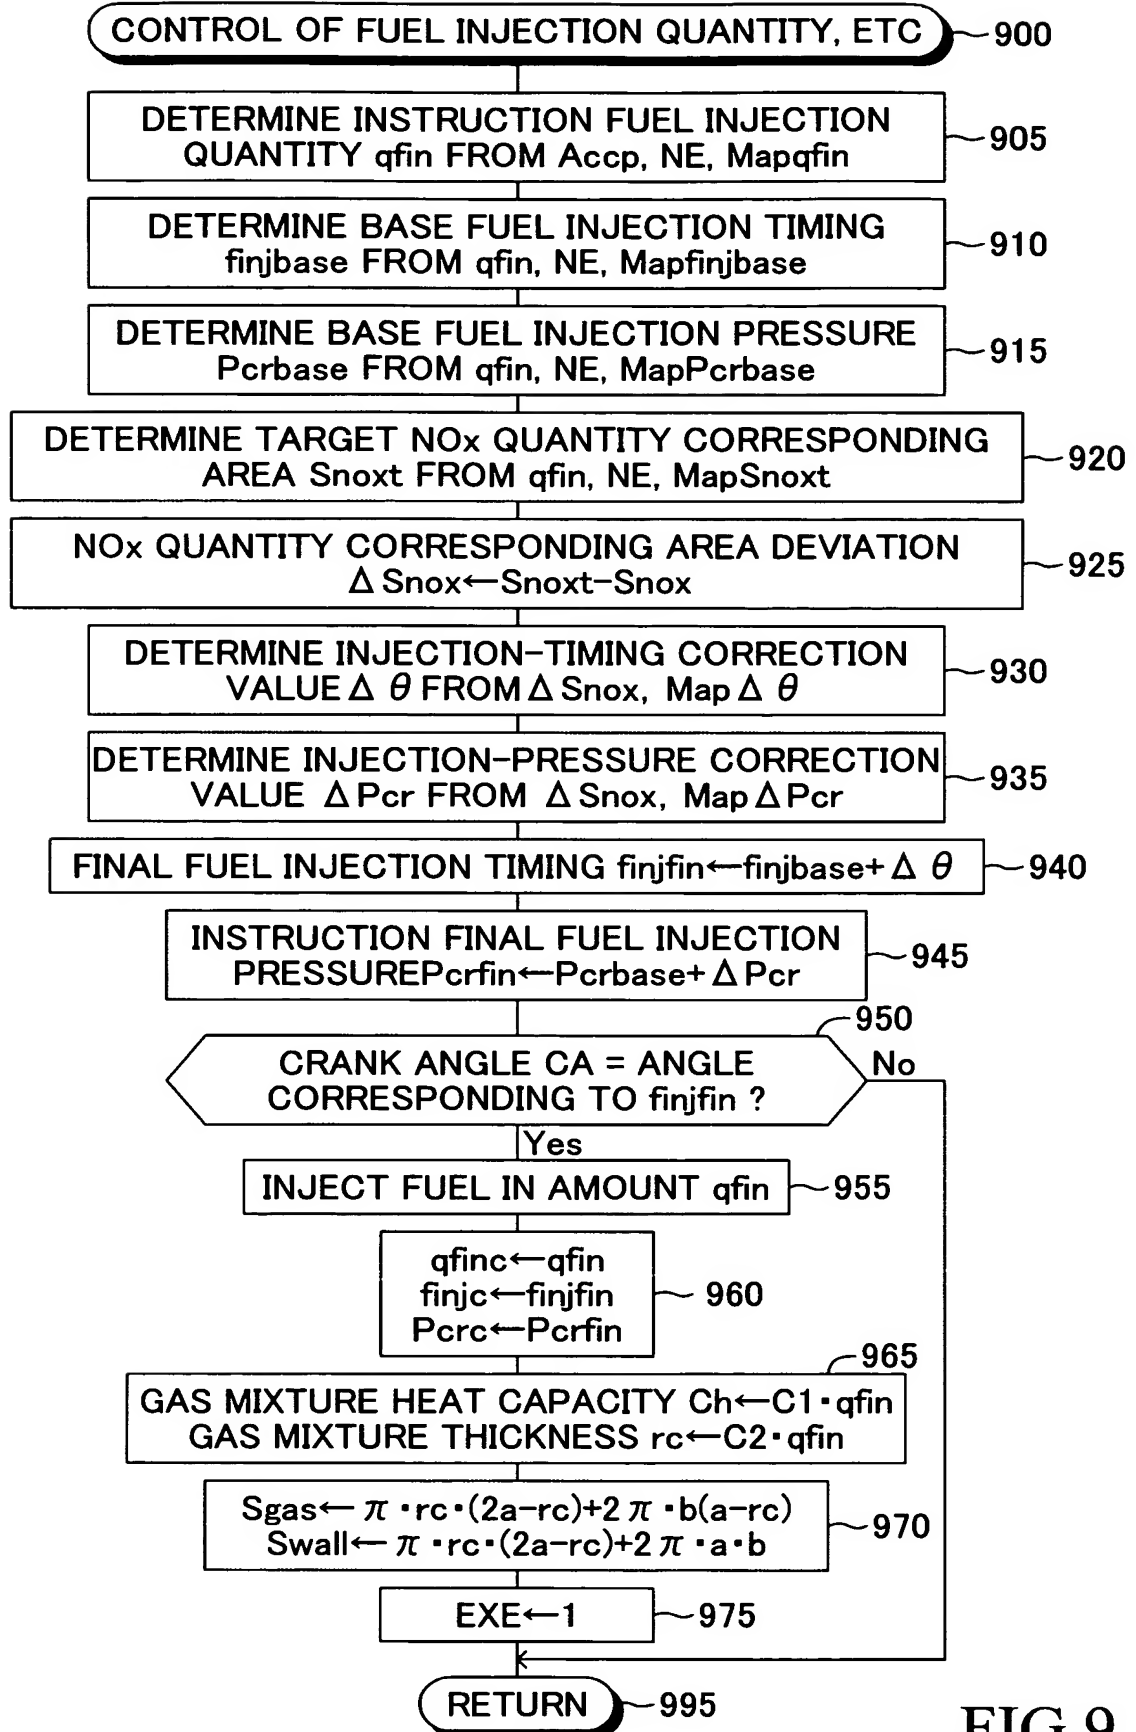 CONTROL OF FUEL INJECTION QUANTITY, ETC
900
DETERMINE INSTRUCTION FUEL INJECTION
QUANTITY qfin FROM Accp, NE, Mapqfin
905
DETERMINE BASE FUEL INJECTION TIMING
finjbase FROM qfin, NE, Mapfinjbase
910
DETERMINE BASE FUEL INJECTION PRESSURE
Pcrbase FROM qfin, NE, MapPcrbase
915
DETERMINE TARGET NOx QUANTITY CORRESPONDING
AREA Snoxt FROM qfin, NE, MapSnoxt
920
NOx QUANTITY CORRESPONDING AREA DEVIATION
Δ Snox←Snoxt−Snox
925
DETERMINE INJECTION−TIMING CORRECTION
VALUE Δ θ FROM Δ Snox, Map Δ θ
930
DETERMINE INJECTION−PRESSURE CORRECTION
VALUE ΔPcr FROM ΔSnox, MapΔPcr
935
FINAL FUEL INJECTION TIMING finjfin←finjbase+Δ θ
940
INSTRUCTION FINAL FUEL INJECTION
PRESSUREPcrfin←Pcrbase+ΔPcr
945
950
CRANK ANGLE CA = ANGLE
CORRESPONDING TO finjfin ?
No
Yes
INJECT FUEL IN AMOUNT qfin
955
qfinc←qfin
finjc←finjfin
Pcrc←Pcrfin
960
965
GAS MIXTURE HEAT CAPACITY Ch←C1·qfin
GAS MIXTURE THICKNESS rc←C2·qfin
Sgas←π·rc·(2a−rc)+2π·b(a−rc)
Swall←π·rc·(2a−rc)+2π·a·b
970
EXE←1
975
RETURN
995
FIG.9